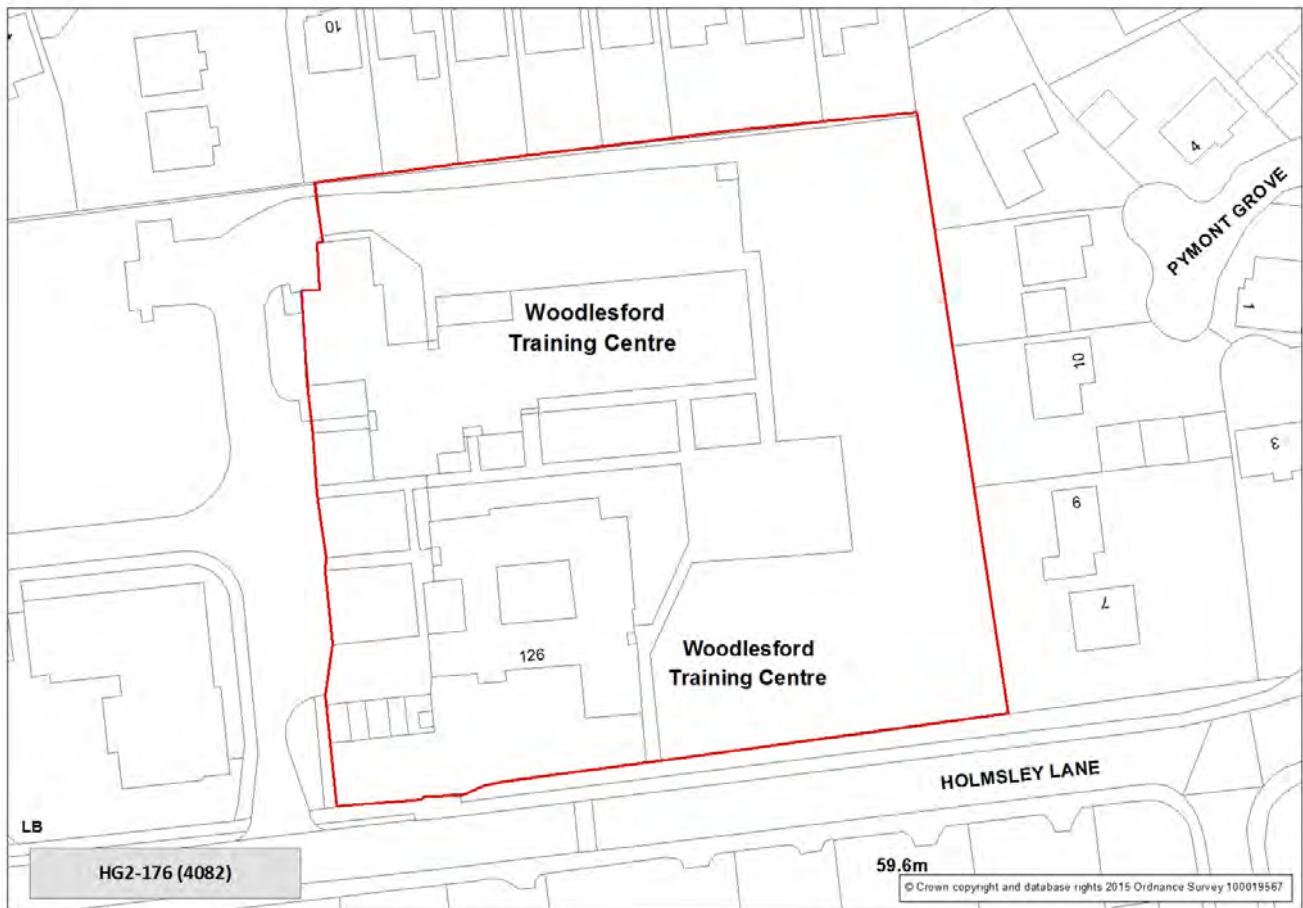 10
4
PYMONT GROVE
1
Woodlesford
Training Centre
10
3
9
7
126
Woodlesford
Training Centre
HOLMSLEY LANE
LB
HG2-176 (4082)
59.6m
© Crown copyright and database rights 2015 Ordnance Survey 100019567